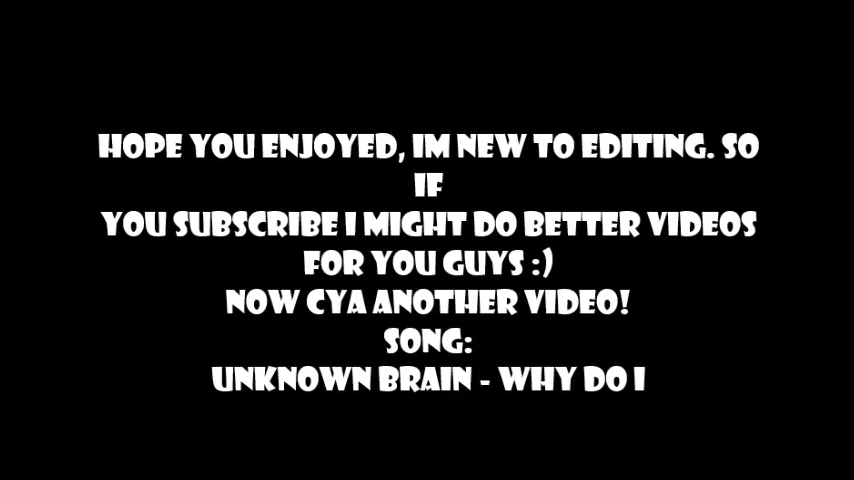 HOPE YOU ENJOYED, IM NEW TO EDITING. SO
IF
YOU SUBSCRIBE I MIGHT DO BETTER VIDEOS
FOR YOU GUYS :)
NOW CYA ANOTHER VIDEO!
SONG:
UNKNOWN BRAIN - WHY DO I